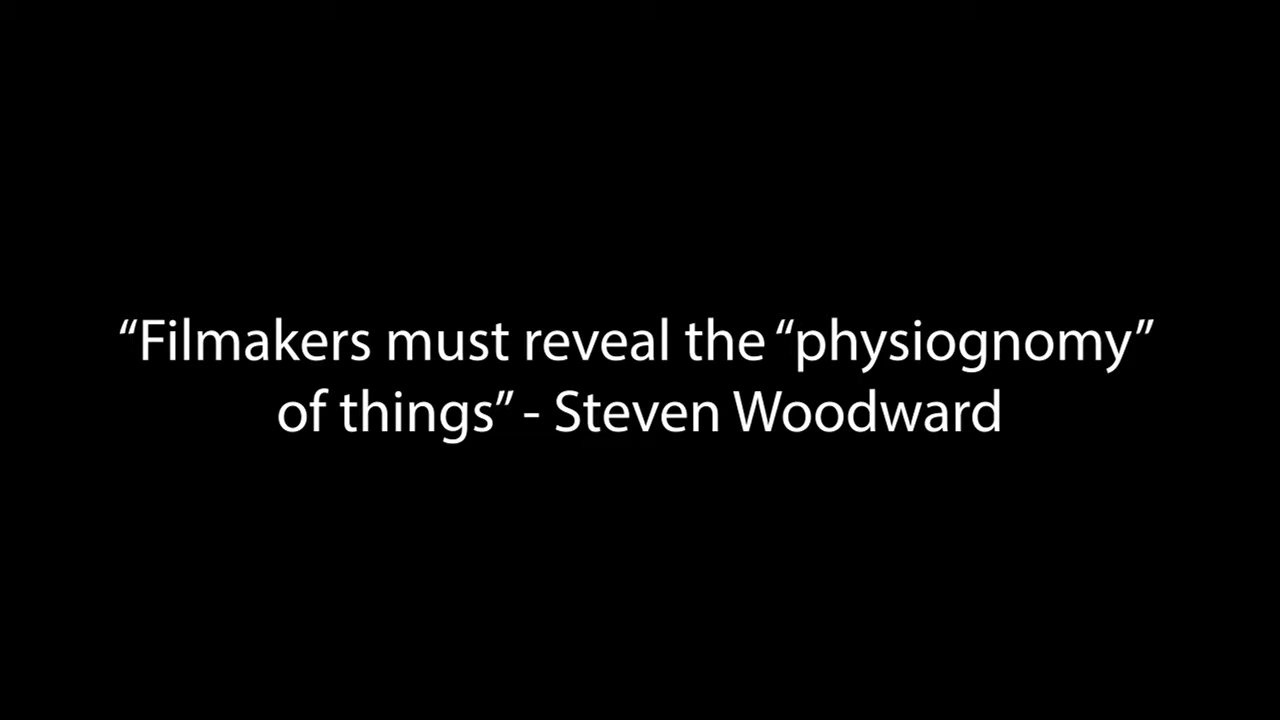 “Filmakers must reveal the “physiognomy”
of things” - Steven Woodward